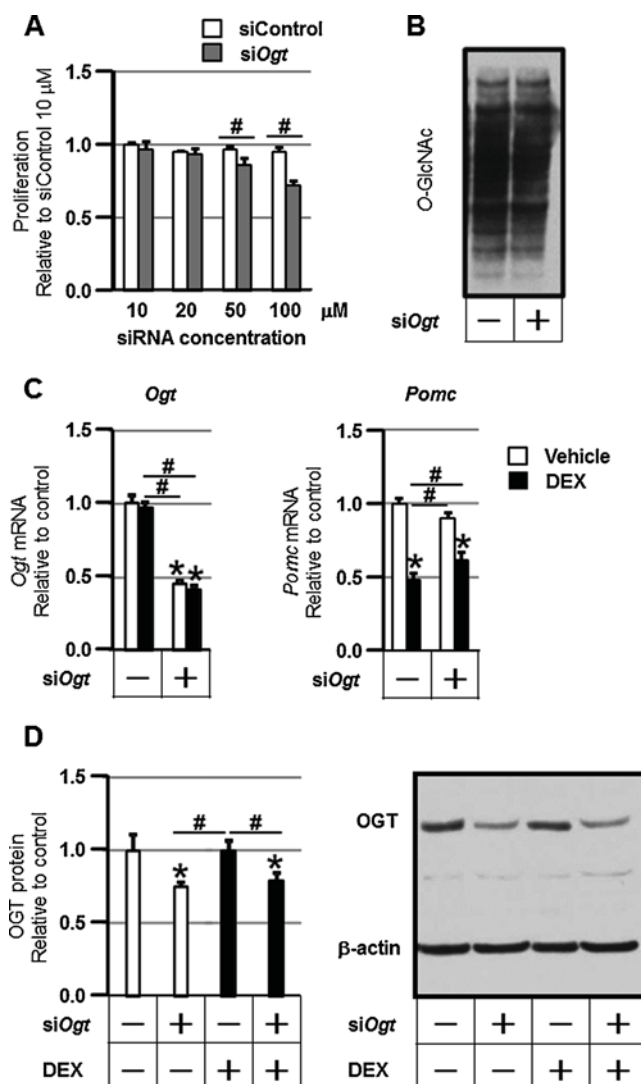 A
siControl
siOgt
1.5
1.0
0.5
0.0
Proliferation
Relative to siControl 10 μM
# #
10 20 50 100 μM
siRNA concentration
B
O-GlcNAc
siOgt − +
C
Ogt
1.5
1.0
0.5
0.0
Ogt mRNA
Relative to control
#
#
* *
siOgt − +
Pomc
1.5
1.0
0.5
0.0
Pomc mRNA
Relative to control
#
#
* *
siOgt − +
Vehicle
DEX
D
1.5
1.0
0.5
0.0
OGT protein
Relative to control
# #
* *
siOgt − + − +
DEX − − + +
OGT
β-actin
siOgt − + − +
DEX − − + +